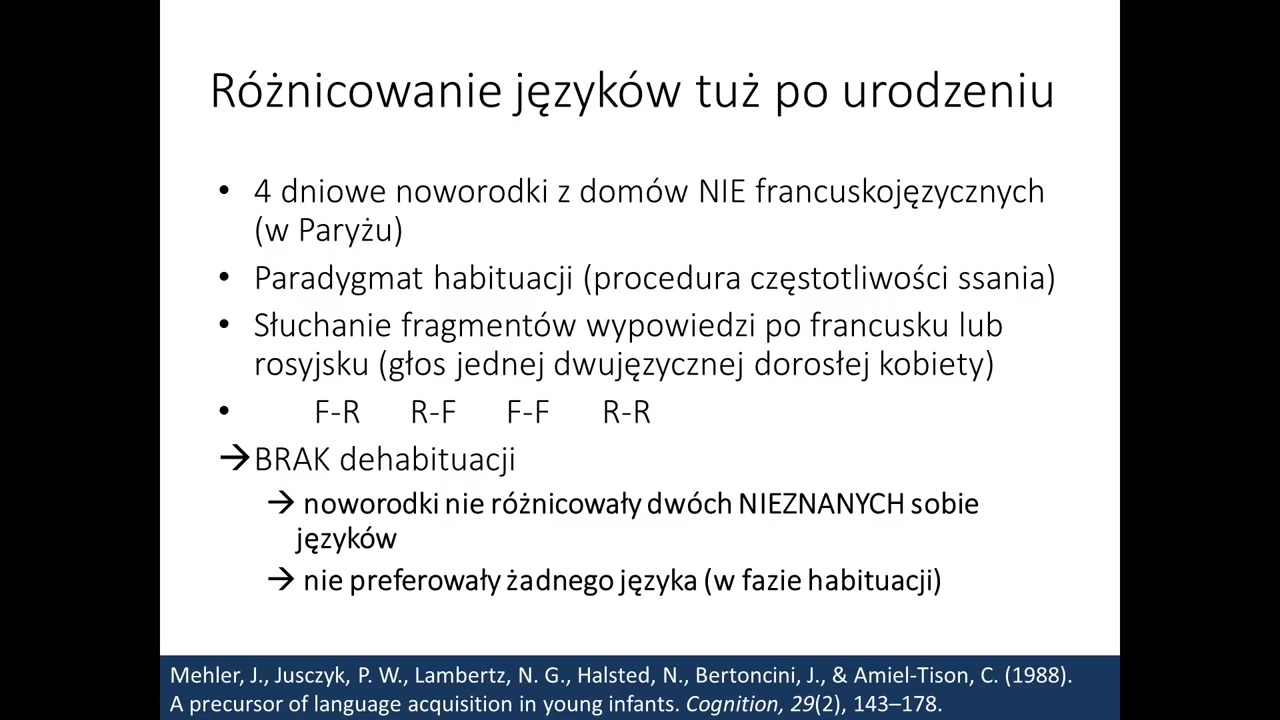 Różnicowanie języków tuż po urodzeniu
• 4 dniowe noworodki z domów NIE francuskojęzycznych
(w Paryżu)
• Paradygmat habituacji (procedura częstotliwości ssania)
• Słuchanie fragmentów wypowiedzi po francusku lub
rosyjsku (głos jednej dwujęzycznej dorosłej kobiety)
• F-R R-F F-F R-R
→BRAK dehabituacji
→ noworodki nie różnicowały dwóch NIEZNANYCH sobie
języków
→ nie preferowały żadnego języka (w fazie habituacji)
Mehler, J., Jusczyk, P. W., Lambertz, N. G., Halsted, N., Bertoncini, J., & Amiel-Tison, C. (1988).
A precursor of language acquisition in young infants. Cognition, 29(2), 143–178.